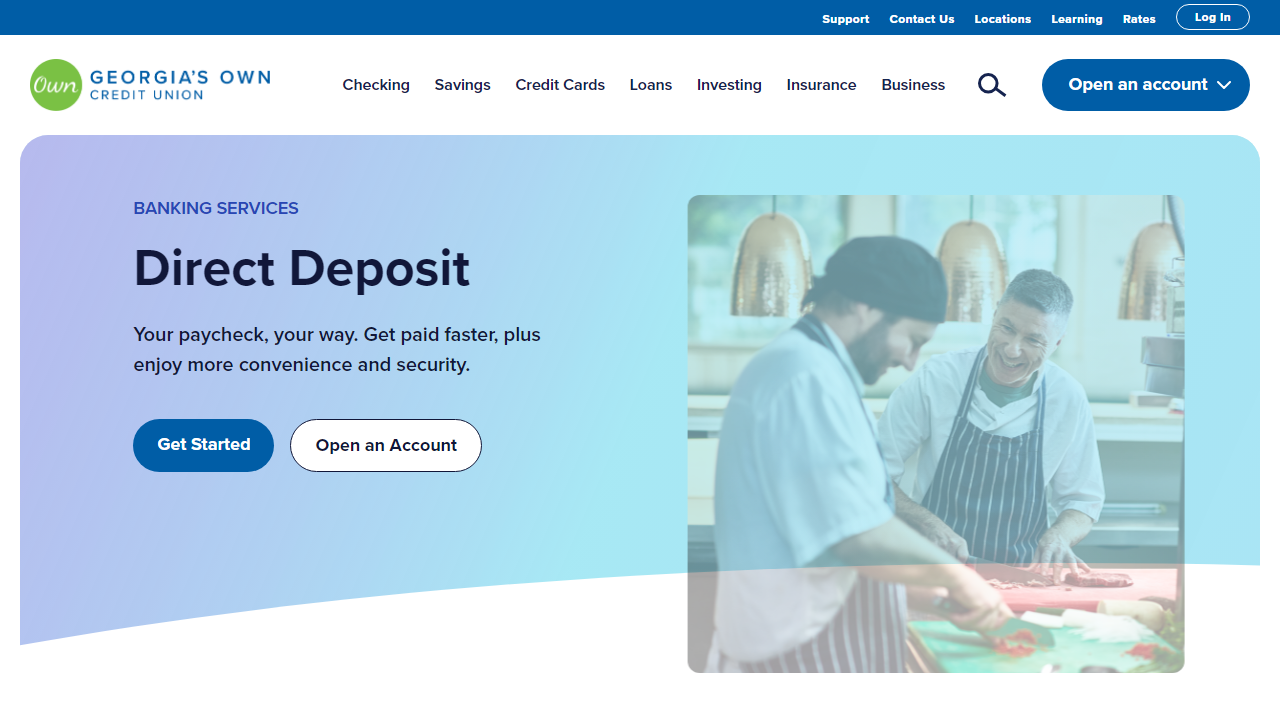 Support Contact Us Locations Learning Rates Log In
Own GEORGIA'S OWN
CREDIT UNION
Checking Savings Credit Cards Loans Investing Insurance Business Open an account
BANKING SERVICES
Direct Deposit
Your paycheck, your way. Get paid faster, plus
enjoy more convenience and security.
Get Started Open an Account